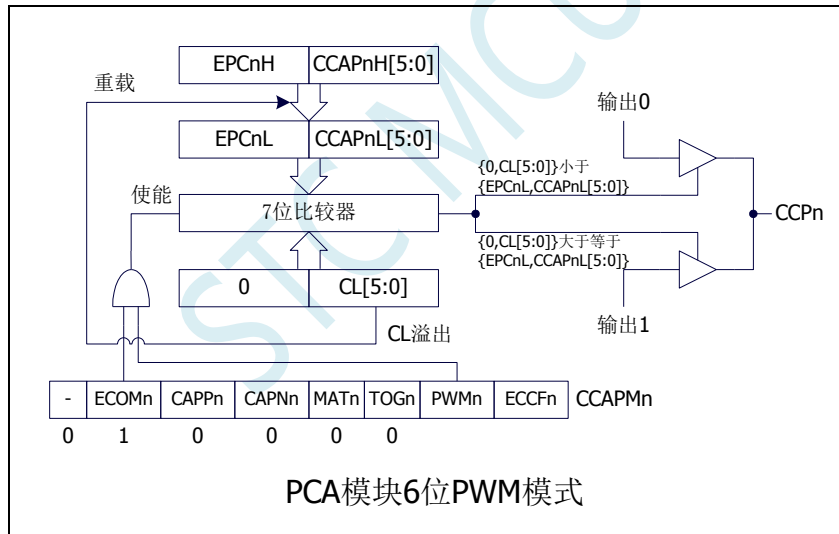 EPCnH CCAPnH[5:0]
重载
EPCnL CCAPnL[5:0]
输出0
{0,CL[5:0]}小于
{EPCnL,CCAPnL[5:0]}
使能
7位比较器
CCPn
{0,CL[5:0]}大于等于
{EPCnL,CCAPnL[5:0]}
0 CL[5:0]
输出1
CL溢出
- ECOMn CAPPn CAPNn MATn TOGn PWMn ECCFn CCAPMn
0 1 0 0 0 0
PCA模块6位PWM模式
STC MCU